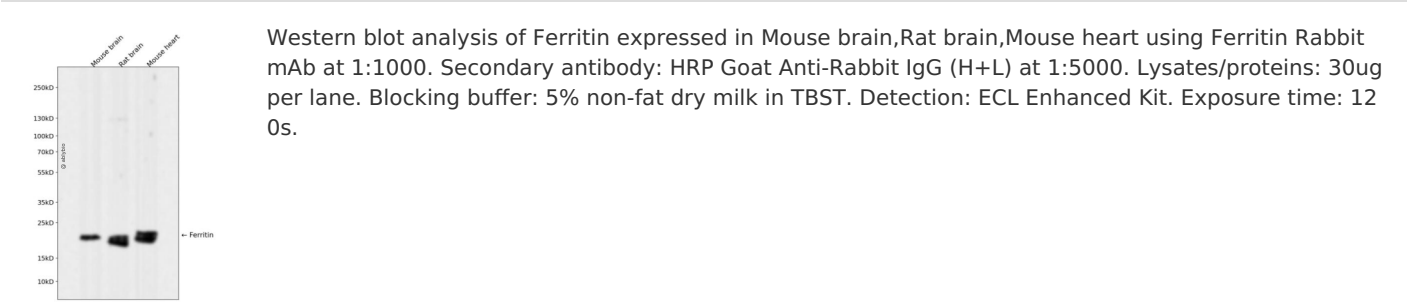 Mouse brain
Rat brain
Mouse heart
250kD
130kD
100kD
70kD
55kD
35kD
25kD
15kD
10kD
← Ferritin
Western blot analysis of Ferritin expressed in Mouse brain,Rat brain,Mouse heart using Ferritin Rabbit
mAb at 1:1000. Secondary antibody: HRP Goat Anti-Rabbit IgG (H+L) at 1:5000. Lysates/proteins: 30ug
per lane. Blocking buffer: 5% non-fat dry milk in TBST. Detection: ECL Enhanced Kit. Exposure time: 12
0s.